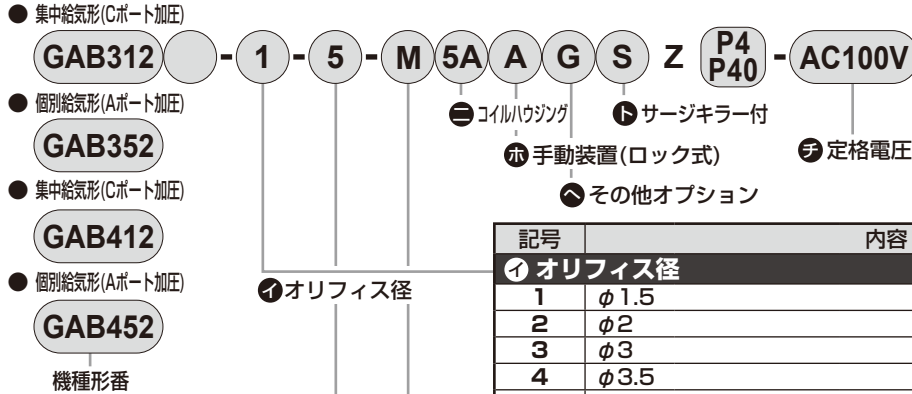 ● 集中給気形(Cポート加圧)
GAB312 - 1 - 5 - M 5A A G S Z P4 P40 - AC100V
● 個別給気形(Aポート加圧)
GAB352
● 集中給気形(Cポート加圧)
GAB412
● 個別給気形(Aポート加圧)
GAB452
機種形番
ニ コイルハウジング
ト サージキラー付
ホ 手動装置(ロック式)
チ 定格電圧
ヘ その他オプション
イ オリフィス径
記号 内容
イ オリフィス径
1 φ1.5
2 φ2
3 φ3
4 φ3.5